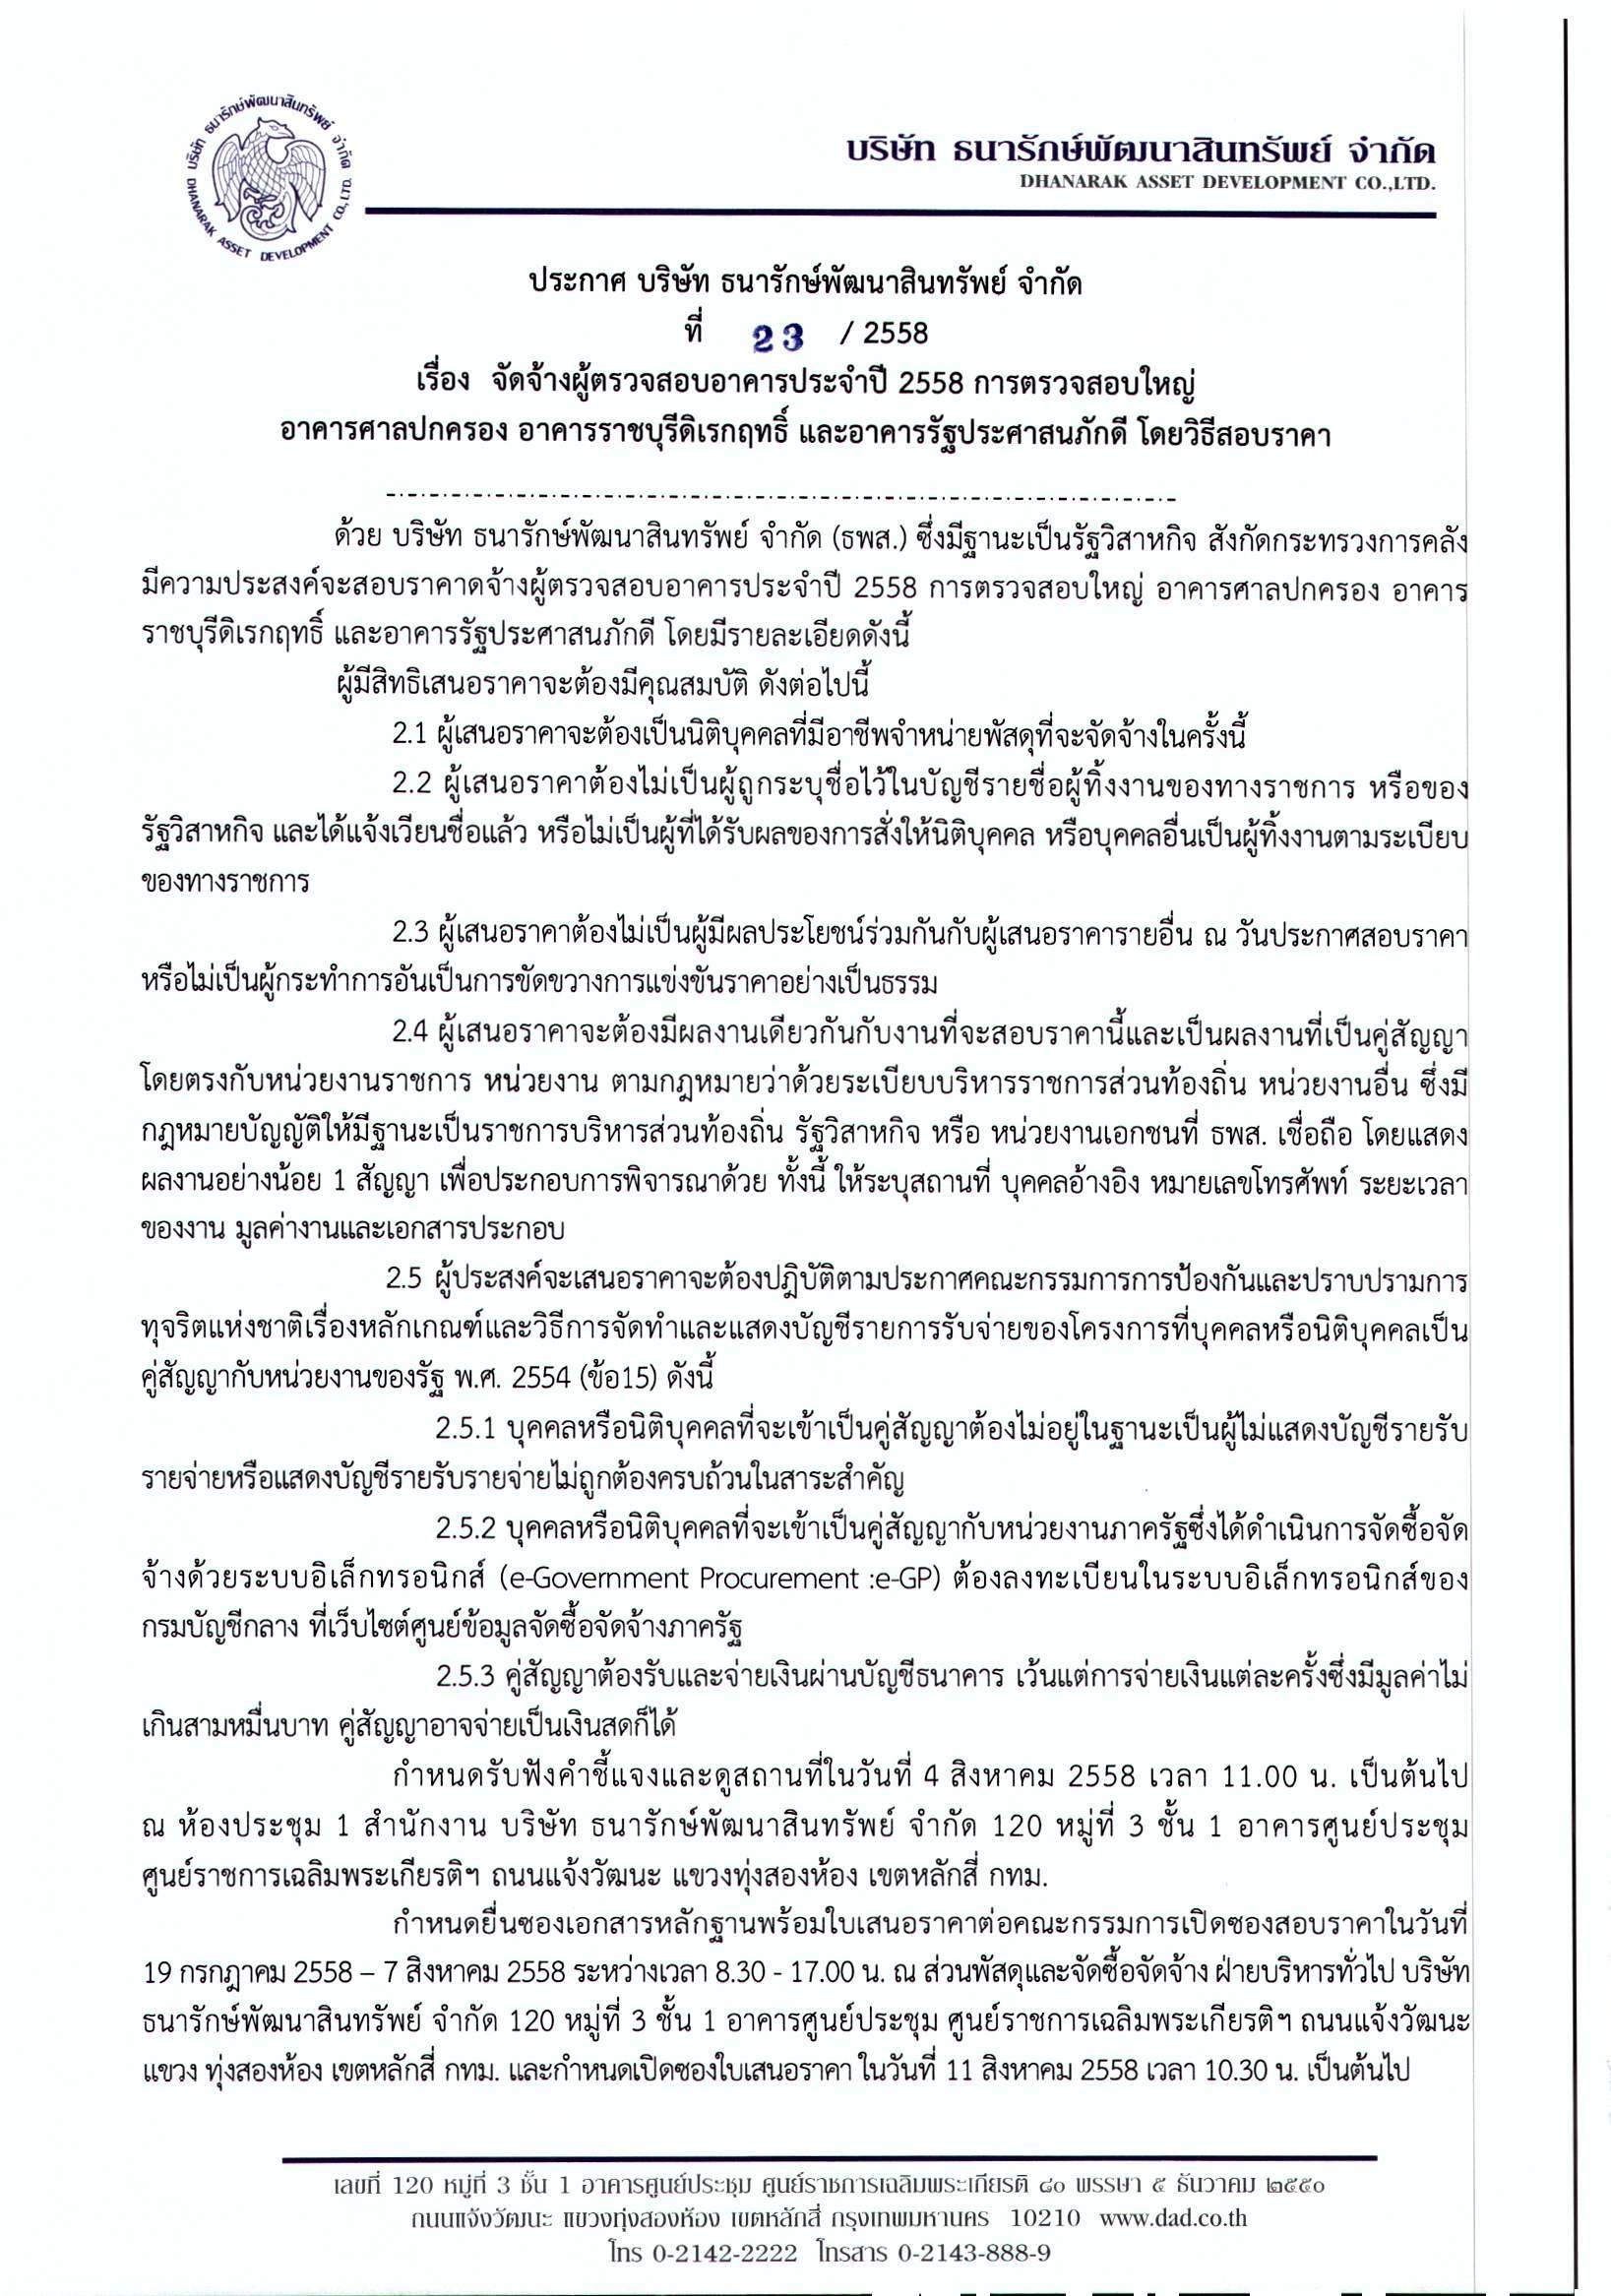 บริษัท ธนารักษ์พัฒนาสินทรัพย์ จำกัด
DHANARAK ASSET DEVELOPMENT CO., LTD.
บริษัท ธนารักษ์พัฒนาสินทรัพย์ จำกัด
DHANARAK ASSET DEVELOPMENT CO.,LTD.
ประกาศ บริษัท ธนารักษ์พัฒนาสินทรัพย์ จำกัด
ที่ 23 / 2558
เรื่อง จัดจ้างผู้ตรวจสอบอาคารประจำปี 2558 การตรวจสอบใหญ่
อาคารศาลปกครอง อาคารราชบุรีดิเรกฤทธิ์ และอาคารรัฐประศาสนภักดี โดยวิธีสอบราคา
ด้วย บริษัท ธนารักษ์พัฒนาสินทรัพย์ จำกัด (ธพส.) ซึ่งมีฐานะเป็นรัฐวิสาหกิจ สังกัดกระทรวงการคลัง
มีความประสงค์จะสอบราคาดจ้างผู้ตรวจสอบอาคารประจำปี 2558 การตรวจสอบใหญ่ อาคารศาลปกครอง อาคาร
ราชบุรีดิเรกฤทธิ์ และอาคารรัฐประศาสนภักดี โดยมีรายละเอียดดังนี้
ผู้มีสิทธิเสนอราคาจะต้องมีคุณสมบัติ ดังต่อไปนี้
2.1 ผู้เสนอราคาจะต้องเป็นนิติบุคคลที่มีอาชีพจำหน่ายพัสดุที่จะจัดจ้างในครั้งนี้
2.2 ผู้เสนอราคาต้องไม่เป็นผู้ถูกระบุชื่อไว้ในบัญชีรายชื่อผู้ทิ้งงานของทางราชการ หรือของ
รัฐวิสาหกิจ และได้แจ้งเวียนชื่อแล้ว หรือไม่เป็นผู้ที่ได้รับผลของการสั่งให้นิติบุคคล หรือบุคคลอื่นเป็นผู้ทิ้งงานตามระเบียบ
ของทางราชการ
2.3 ผู้เสนอราคาต้องไม่เป็นผู้มีผลประโยชน์ร่วมกันกับผู้เสนอราคารายอื่น ณ วันประกาศสอบราคา
หรือไม่เป็นผู้กระทำการอันเป็นการขัดขวางการแข่งขันราคาอย่างเป็นธรรม
2.4 ผู้เสนอราคาจะต้องมีผลงานเดียวกันกับงานที่จะสอบราคานี้และเป็นผลงานที่เป็นคู่สัญญา
โดยตรงกับหน่วยงานราชการ หน่วยงาน ตามกฎหมายว่าด้วยระเบียบบริหารราชการส่วนท้องถิ่น หน่วยงานอื่น ซึ่งมี
กฎหมายบัญญัติให้มีฐานะเป็นราชการบริหารส่วนท้องถิ่น รัฐวิสาหกิจ หรือ หน่วยงานเอกชนที่ ธพส. เชื่อถือ โดยแสดง
ผลงานอย่างน้อย 1 สัญญา เพื่อประกอบการพิจารณาด้วย ทั้งนี้ ให้ระบุสถานที่ บุคคลอ้างอิง หมายเลขโทรศัพท์ ระยะเวลา
ของงาน มูลค่างานและเอกสารประกอบ
2.5 ผู้ประสงค์จะเสนอราคาจะต้องปฏิบัติตามประกาศคณะกรรมการการป้องกันและปราบปรามการ
ทุจริตแห่งชาติเรื่องหลักเกณฑ์และวิธีการจัดทำและแสดงบัญชีรายการรับจ่ายของโครงการที่บุคคลหรือนิติบุคคลเป็น
คู่สัญญากับหน่วยงานของรัฐ พ.ศ. 2554 (ข้อ15) ดังนี้
2.5.1 บุคคลหรือนิติบุคคลที่จะเข้าเป็นคู่สัญญาต้องไม่อยู่ในฐานะเป็นผู้ไม่แสดงบัญชีรายรับ
รายจ่ายหรือแสดงบัญชีรายรับรายจ่ายไม่ถูกต้องครบถ้วนในสาระสำคัญ
2.5.2 บุคคลหรือนิติบุคคลที่จะเข้าเป็นคู่สัญญากับหน่วยงานภาครัฐซึ่งได้ดำเนินการจัดซื้อจัด
จ้างด้วยระบบอิเล็กทรอนิกส์ (e-Government Procurement :e-GP) ต้องลงทะเบียนในระบบอิเล็กทรอนิกส์ของ
กรมบัญชีกลาง ที่เว็บไซต์ศูนย์ข้อมูลจัดซื้อจัดจ้างภาครัฐ
2.5.3 คู่สัญญาต้องรับและจ่ายเงินผ่านบัญชีธนาคาร เว้นแต่การจ่ายเงินแต่ละครั้งซึ่งมีมูลค่าไม่
เกินสามหมื่นบาท คู่สัญญาอาจจ่ายเป็นเงินสดก็ได้
กำหนดรับฟังคำชี้แจงและดูสถานที่ในวันที่ 4 สิงหาคม 2558 เวลา 11.00 น. เป็นต้นไป
ณ ห้องประชุม 1 สำนักงาน บริษัท ธนารักษ์พัฒนาสินทรัพย์ จำกัด 120 หมู่ที่ 3 ชั้น 1 อาคารศูนย์ประชุม
ศูนย์ราชการเฉลิมพระเกียรติฯ ถนนแจ้งวัฒนะ แขวงทุ่งสองห้อง เขตหลักสี่ กทม.
กำหนดยื่นซองเอกสารหลักฐานพร้อมใบเสนอราคาต่อคณะกรรมการเปิดซองสอบราคาในวันที่
19 กรกฎาคม 2558 – 7 สิงหาคม 2558 ระหว่างเวลา 8.30 - 17.00 น. ณ ส่วนพัสดุและจัดซื้อจัดจ้าง ฝ่ายบริหารทั่วไป บริษัท
ธนารักษ์พัฒนาสินทรัพย์ จำกัด 120 หมู่ที่ 3 ชั้น 1 อาคารศูนย์ประชุม ศูนย์ราชการเฉลิมพระเกียรติฯ ถนนแจ้งวัฒนะ
แขวง ทุ่งสองห้อง เขตหลักสี่ กทม. และกำหนดเปิดซองใบเสนอราคา ในวันที่ 11 สิงหาคม 2558 เวลา 10.30 น. เป็นต้นไป
เลขที่ 120 หมู่ที่ 3 ชั้น 1 อาคารศูนย์ประชุม ศูนย์ราชการเฉลิมพระเกียรติ ๘๐ พรรษา ๕ ธันวาคม ๒๕๕๐
ถนนแจ้งวัฒนะ แขวงทุ่งสองห้อง เขตหลักสี่ กรุงเทพมหานคร 10210 www.dad.co.th
โทร 0-2142-2222 โทรสาร 0-2143-888-9